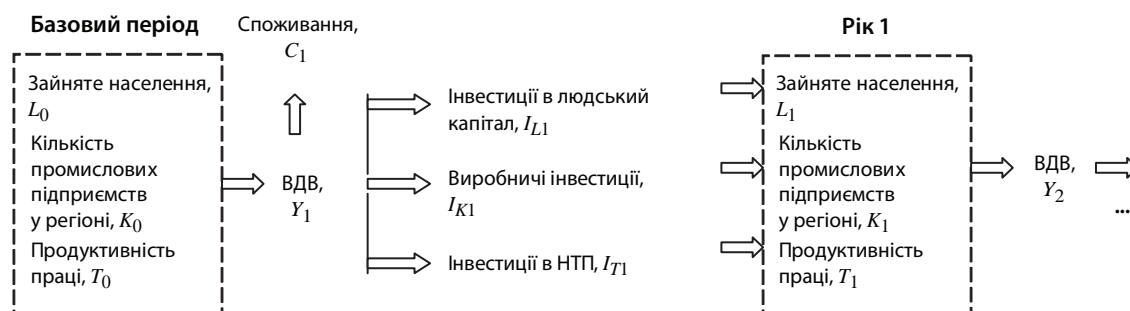 Базовий період
Споживання,
C1
Рік 1
Зайняте населення,
L0
Кількість
промислових
підприємств
у регіоні, K0
Продуктивність
праці, T0
ВДВ,
Y1
Інвестиції в людський
капітал, IL1
Виробничі інвестиції,
IK1
Інвестиції в НТП, IT1
Зайняте населення,
L1
Кількість
промислових
підприємств
у регіоні, K1
Продуктивність
праці, T1
ВДВ,
Y2
...